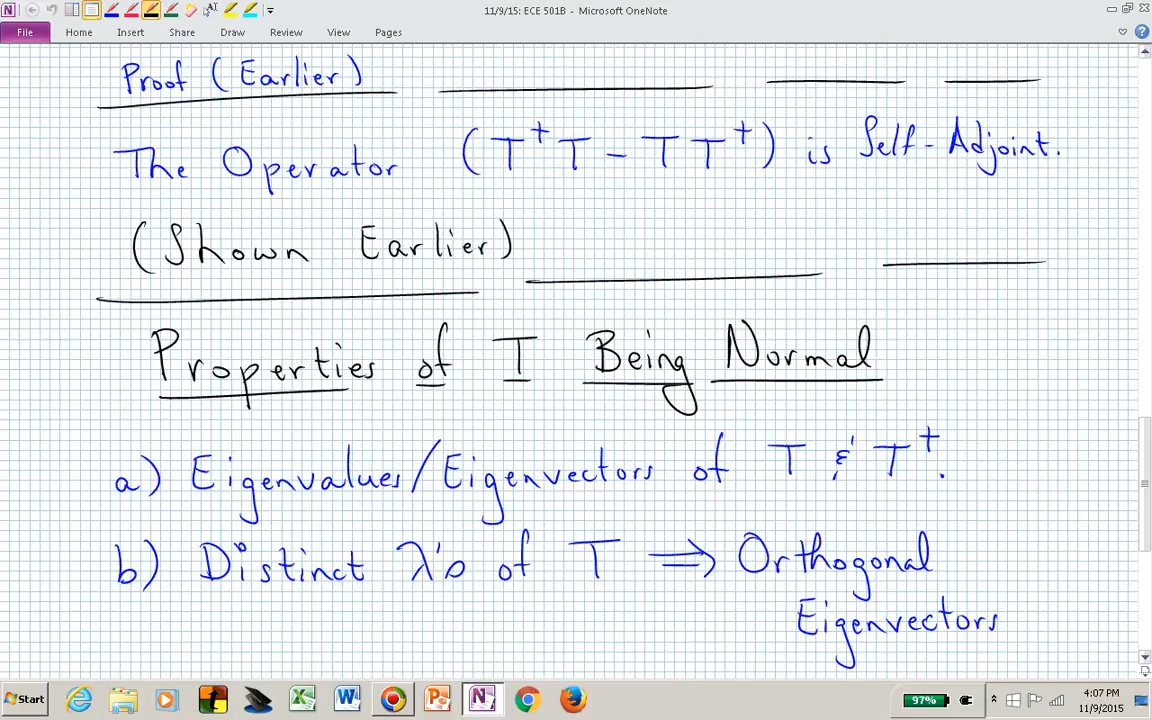 11/9/15: ECE 501B - Microsoft OneNote
File Home Insert Share Draw Review View Pages
Proof (Earlier)
The Operator (T†T - TT†) is Self-Adjoint.
(Shown Earlier)
Properties of T Being Normal
a) Eigenvalues/Eigenvectors of T & T†.
b) Distinct λ's of T ⟹ Orthogonal
Eigenvectors
Start
97%
4:07 PM
11/9/2015